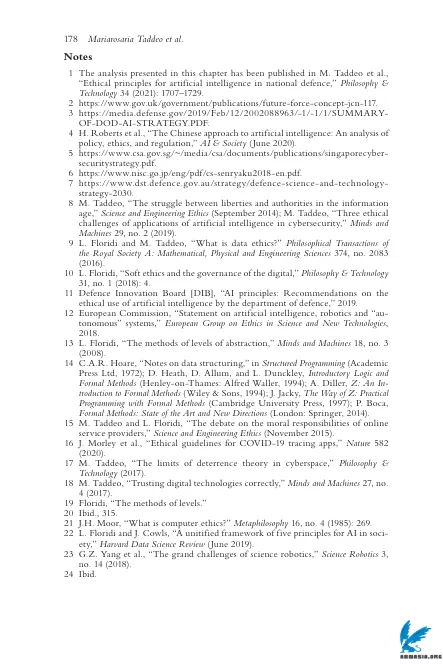 178 Mariarosaria Taddeo et al.
Notes
1 The analysis presented in this chapter has been published in M. Taddeo et al.,
“Ethical principles for artificial intelligence in national defence,” Philosophy &
Technology 34 (2021): 1707–1729.
2 https://www.gov.uk/government/publications/future-force-concept-jcn-117.
3 https://media.defense.gov/2019/Feb/12/2002088963/-1/-1/1/SUMMARY-
OF-DOD-AI-STRATEGY.PDF.
4 H. Roberts et al., “The Chinese approach to artificial intelligence: An analysis of
policy, ethics, and regulation,” AI & Society (June 2020).
5 https://www.csa.gov.sg/~/media/csa/documents/publications/singaporecyber-
securitystrategy.pdf.
6 https://www.nisc.go.jp/eng/pdf/cs-senryaku2018-en.pdf.
7 https://www.dst.defence.gov.au/strategy/defence-science-and-technology-
strategy-2030.
8 M. Taddeo, “The struggle between liberties and authorities in the information
age,” Science and Engineering Ethics (September 2014); M. Taddeo, “Three ethical
challenges of applications of artificial intelligence in cybersecurity,” Minds and
Machines 29, no. 2 (2019).
9 L. Floridi and M. Taddeo, “What is data ethics?” Philosophical Transactions of
the Royal Society A: Mathematical, Physical and Engineering Sciences 374, no. 2083
(2016).
10 L. Floridi, “Soft ethics and the governance of the digital,” Philosophy & Technology
31, no. 1 (2018): 4.
11 Defence Innovation Board [DIB], “AI principles: Recommendations on the
ethical use of artificial intelligence by the department of defence,” 2019.
12 European Commission, “Statement on artificial intelligence, robotics and “au-
tonomous” systems,” European Group on Ethics in Science and New Technologies,
2018.
13 L. Floridi, “The methods of levels of abstraction,” Minds and Machines 18, no. 3
(2008).
14 C.A.R. Hoare, “Notes on data structuring,” in Structured Programming (Academic
Press Ltd, 1972); D. Heath, D. Allum, and L. Dunckley, Introductory Logic and
Formal Methods (Henley-on-Thames: Alfred Waller, 1994); A. Diller, Z: An In-
troduction to Formal Methods (Wiley & Sons, 1994); J. Jacky, The Way of Z: Practical
Programming with Formal Methods (Cambridge University Press, 1997); P. Boca,
Formal Methods: State of the Art and New Directions (London: Springer, 2014).
15 M. Taddeo and L. Floridi, “The debate on the moral responsibilities of online
service providers,” Science and Engineering Ethics (November 2015).
16 J. Morley et al., “Ethical guidelines for COVID-19 tracing apps,” Nature 582
(2020).
17 M. Taddeo, “The limits of deterrence theory in cyberspace,” Philosophy &
Technology (2017).
18 M. Taddeo, “Trusting digital technologies correctly,” Minds and Machines 27, no.
4 (2017).
19 Floridi, “The methods of levels.”
20 Ibid., 315.
21 J.H. Moor, “What is computer ethics?” Metaphilosophy 16, no. 4 (1985): 269.
22 L. Floridi and J. Cowls, “A unitified framework of five principles for AI in soci-
ety,” Harvard Data Science Review (June 2019).
23 G.Z. Yang et al., “The grand challenges of science robotics,” Science Robotics 3,
no. 14 (2018).
24 Ibid.